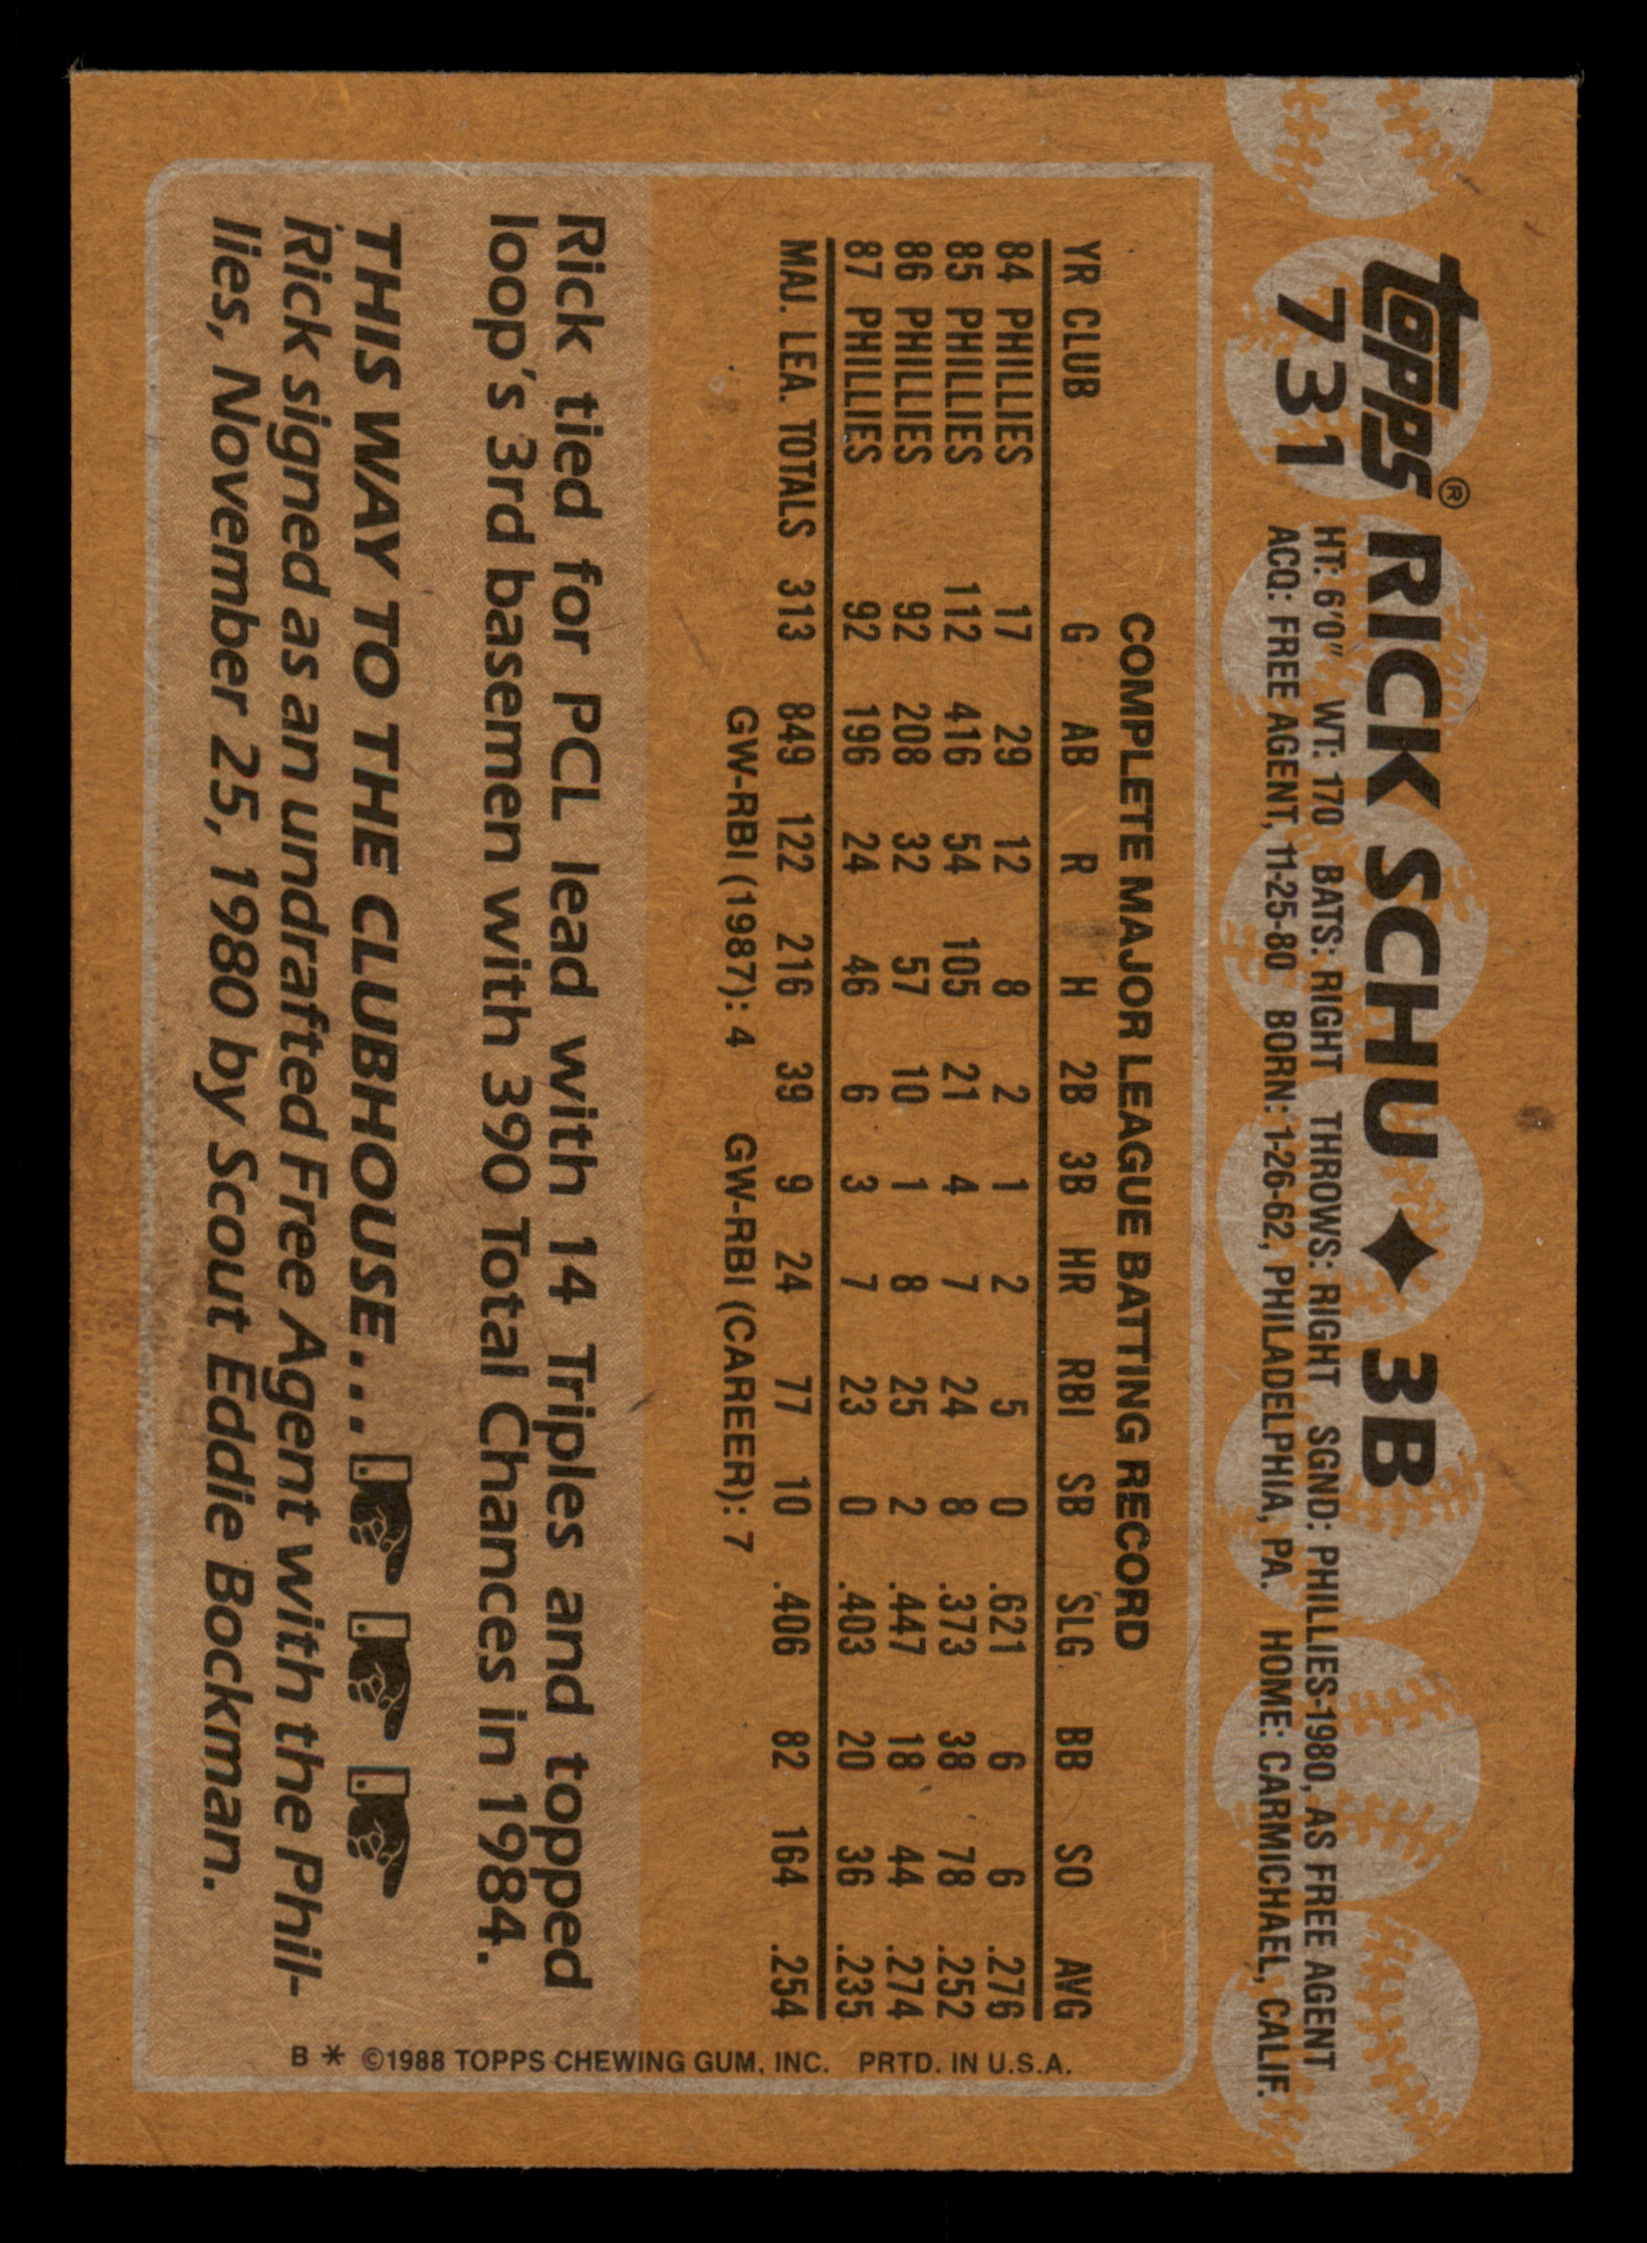 topps® RICK SCHU ✦ 3B
731 HT: 6'0" WT: 170 BATS: RIGHT THROWS: RIGHT SGND: PHILLIES-1980, AS FREE AGENT
ACQ: FREE AGENT, 11-25-80 BORN: 1-26-62, PHILADELPHIA, PA. HOME: CARMICHAEL, CALIF.
COMPLETE MAJOR LEAGUE BATTING RECORD
YR CLUB G AB R H 2B 3B HR RBI SB SLG BB SO AVG
84 PHILLIES 17 29 12 8 2 1 2 5 0 .621 6 6 .276
85 PHILLIES 112 416 54 105 21 4 7 24 8 .373 38 78 .252
86 PHILLIES 92 208 32 57 10 1 8 25 2 .447 18 44 .274
87 PHILLIES 92 196 24 46 6 3 7 23 0 .403 20 36 .235
MAJ. LEA. TOTALS 313 849 122 216 39 9 24 77 10 .406 82 164 .254
GW-RBI (1987): 4 GW-RBI (CAREER): 7
Rick tied for PCL lead with 14 Triples and topped
loop's 3rd basemen with 390 Total Chances in 1984.
THIS WAY TO THE CLUBHOUSE...
Rick signed as an undrafted Free Agent with the Phil-
lies, November 25, 1980 by Scout Eddie Bockman.
B * ©1988 TOPPS CHEWING GUM, INC. PRTD. IN U.S.A.